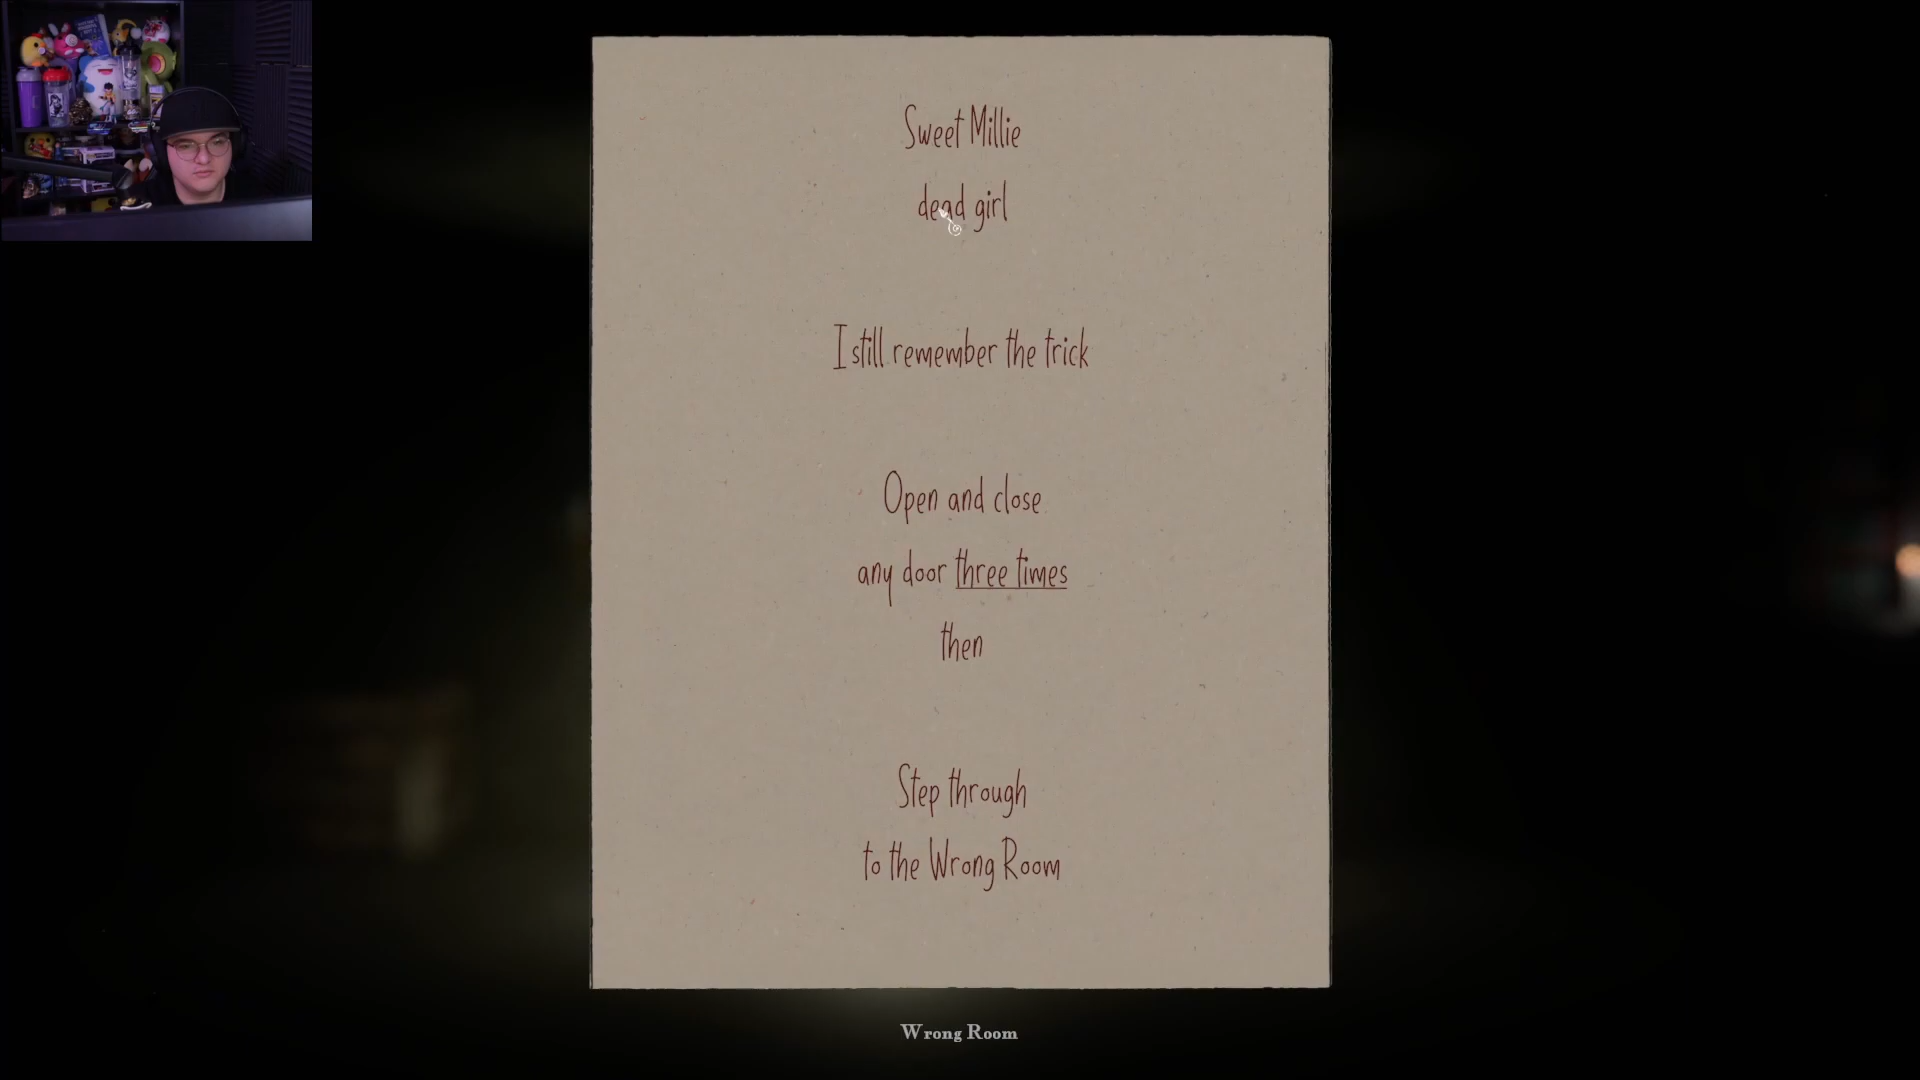 Sweet Millie
dead girl
I still remember the trick
Open and close
any door three times
then
Step through
to the Wrong Room
Wrong Room